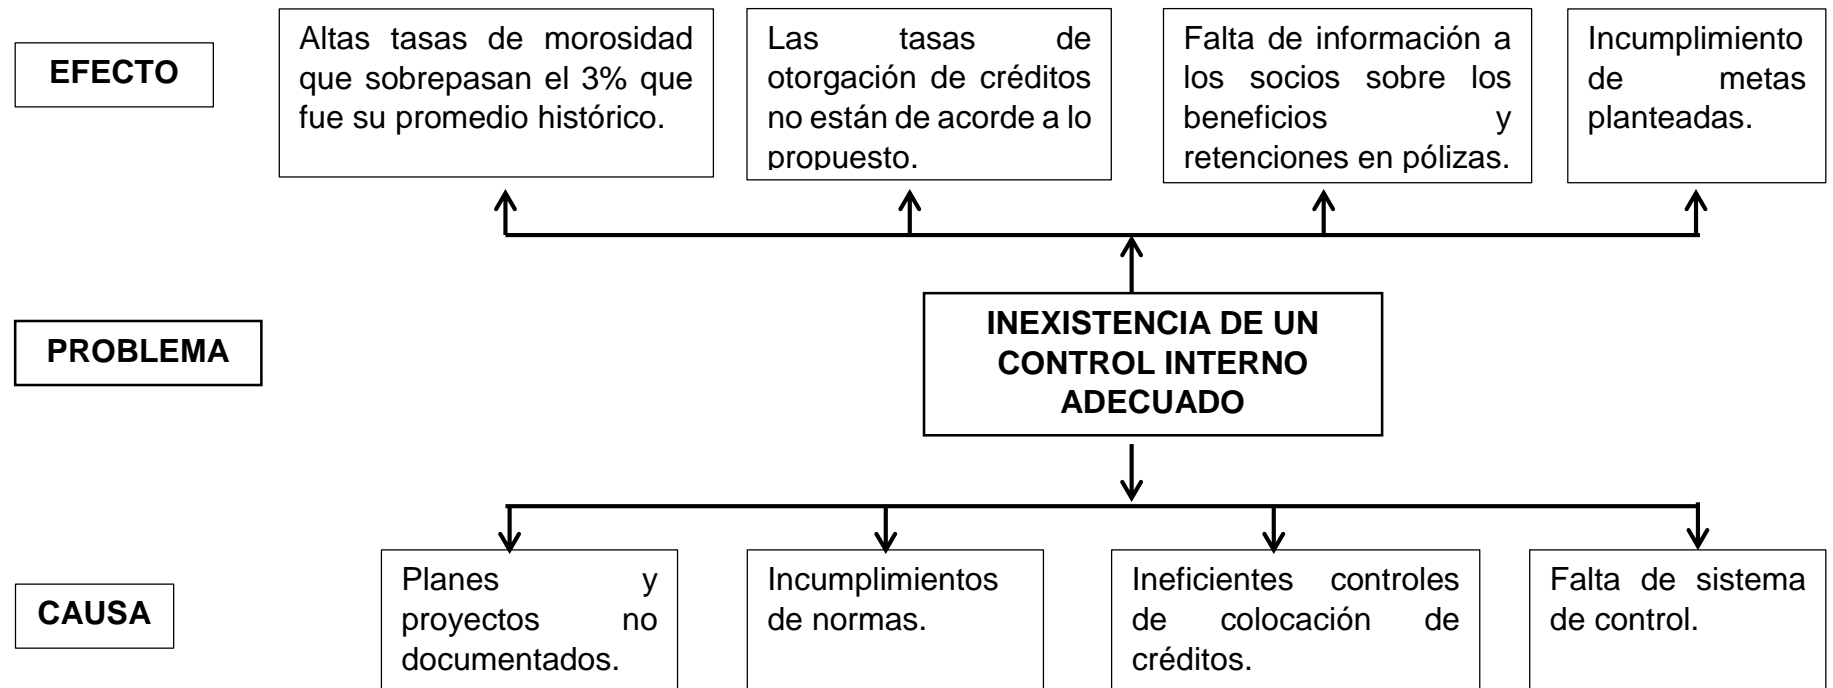 EFECTO
Altas tasas de morosidad
que sobrepasan el 3% que
fue su promedio histórico.
Las tasas de
otorgación de créditos
no están de acorde a lo
propuesto.
Falta de información a
los socios sobre los
beneficios y
retenciones en pólizas.
Incumplimiento
de metas
planteadas.
PROBLEMA
INEXISTENCIA DE UN
CONTROL INTERNO
ADECUADO
CAUSA
Planes y
proyectos no
documentados.
Incumplimientos
de normas.
Ineficientes controles
de colocación de
créditos.
Falta de sistema
de control.